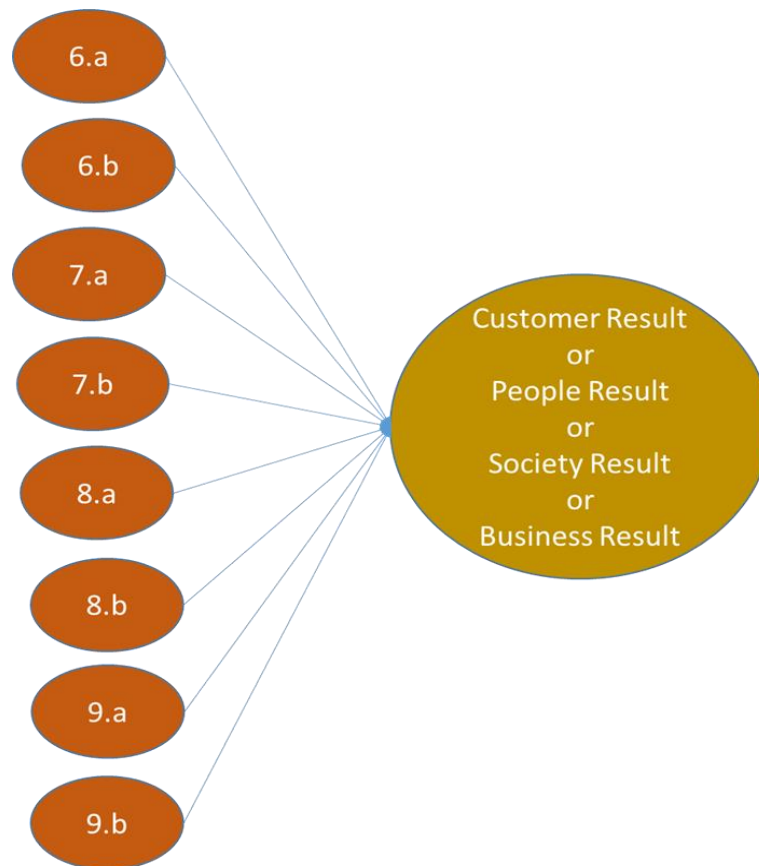 6.a
6.b
7.a
7.b
8.a
8.b
9.a
9.b
Customer Result
or
People Result
or
Society Result
or
Business Result